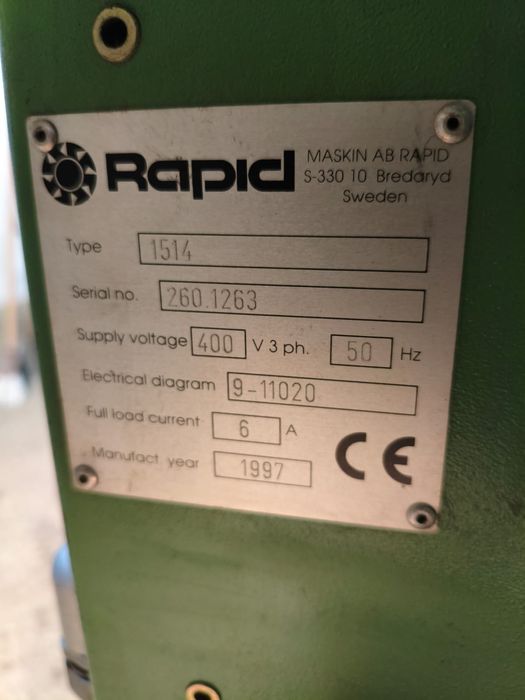 Rapid
MASKIN AB RAPID
S-330 10 Bredaryd
Sweden
Type 1514
Serial no. 260.1263
Supply voltage 400 V 3 ph. 50 Hz
Electrical diagram 9-11020
Full load current 6 A
Manufact year 1997
CE